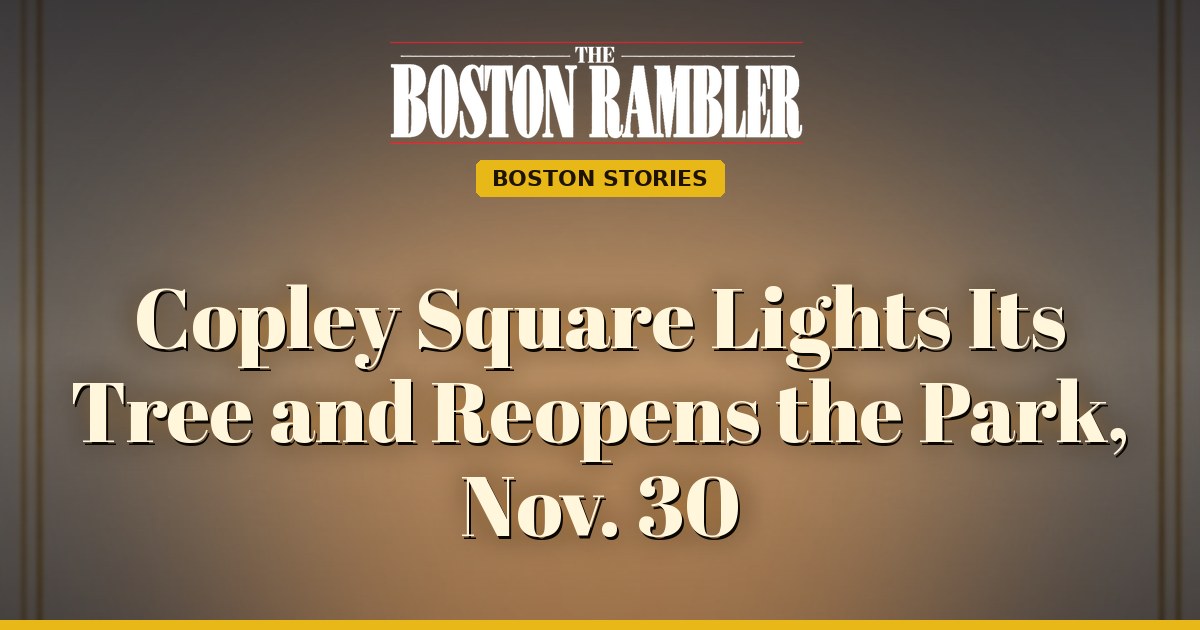 THE
BOSTON RAMBLER
BOSTON STORIES
Copley Square Lights Its
Tree and Reopens the Park,
Nov. 30